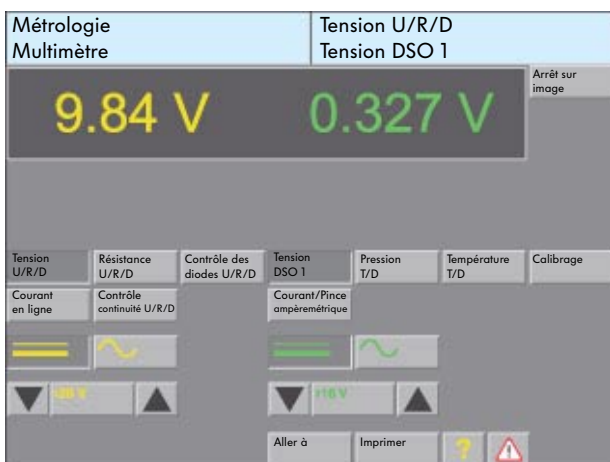 Métrologie
Multimètre
Tension U/R/D
Tension DSO 1
9.84 V
0.327 V
Arrêt sur
image
Tension
U/R/D
Résistance
U/R/D
Contrôle des
diodes U/R/D
Tension
DSO 1
Pression
T/D
Température
T/D
Calibrage
Courant
en ligne
Contrôle
continuité U/R/D
Courant/Pince
ampèremétrique
Aller à
Imprimer
?